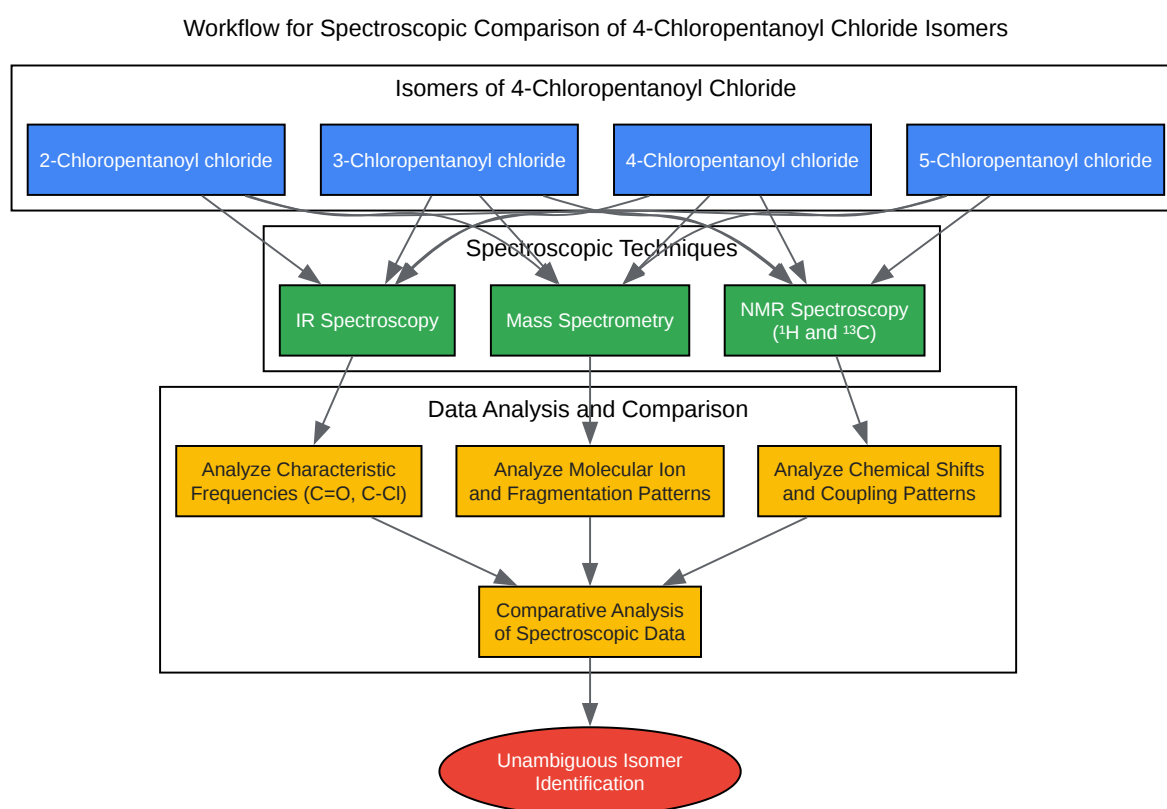 Workflow for Spectroscopic Comparison of 4-Chloropentanoyl Chloride Isomers
Isomers of 4-Chloropentanoyl Chloride
2-Chloropentanoyl chloride
3-Chloropentanoyl chloride
4-Chloropentanoyl chloride
5-Chloropentanoyl chloride
Spectroscopic Techniques
IR Spectroscopy
Mass Spectrometry
NMR Spectroscopy
(¹H and ¹³C)
Data Analysis and Comparison
Analyze Characteristic
Frequencies (C=O, C-Cl)
Analyze Molecular Ion
and Fragmentation Patterns
Analyze Chemical Shifts
and Coupling Patterns
Comparative Analysis
of Spectroscopic Data
Unambiguous Isomer
Identification